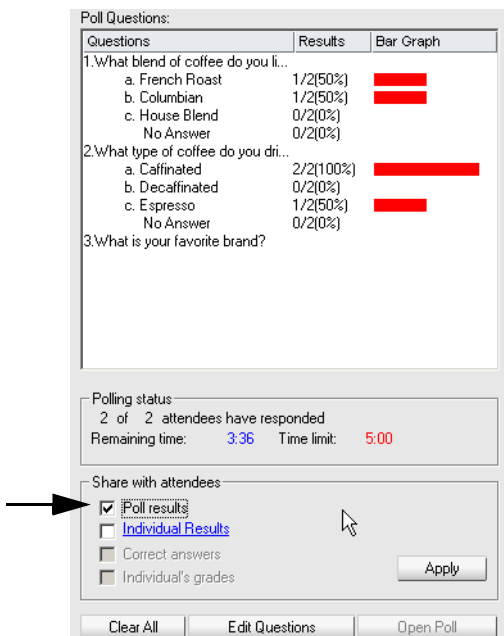 Poll Questions:
Questions Results Bar Graph
1.What blend of coffee do you li...
a. French Roast 1/2(50%)
b. Columbian 1/2(50%)
c. House Blend 0/2(0%)
No Answer 0/2(0%)
2.What type of coffee do you dri...
a. Caffinated 2/2(100%)
b. Decaffinated 0/2(0%)
c. Espresso 1/2(50%)
No Answer 0/2(0%)
3.What is your favorite brand?
Polling status
2 of 2 attendees have responded
Remaining time: 3:36 Time limit: 5:00
Share with attendees
Poll results
Individual Results
Correct answers
Individual's grades
Apply
Clear All Edit Questions Open Poll